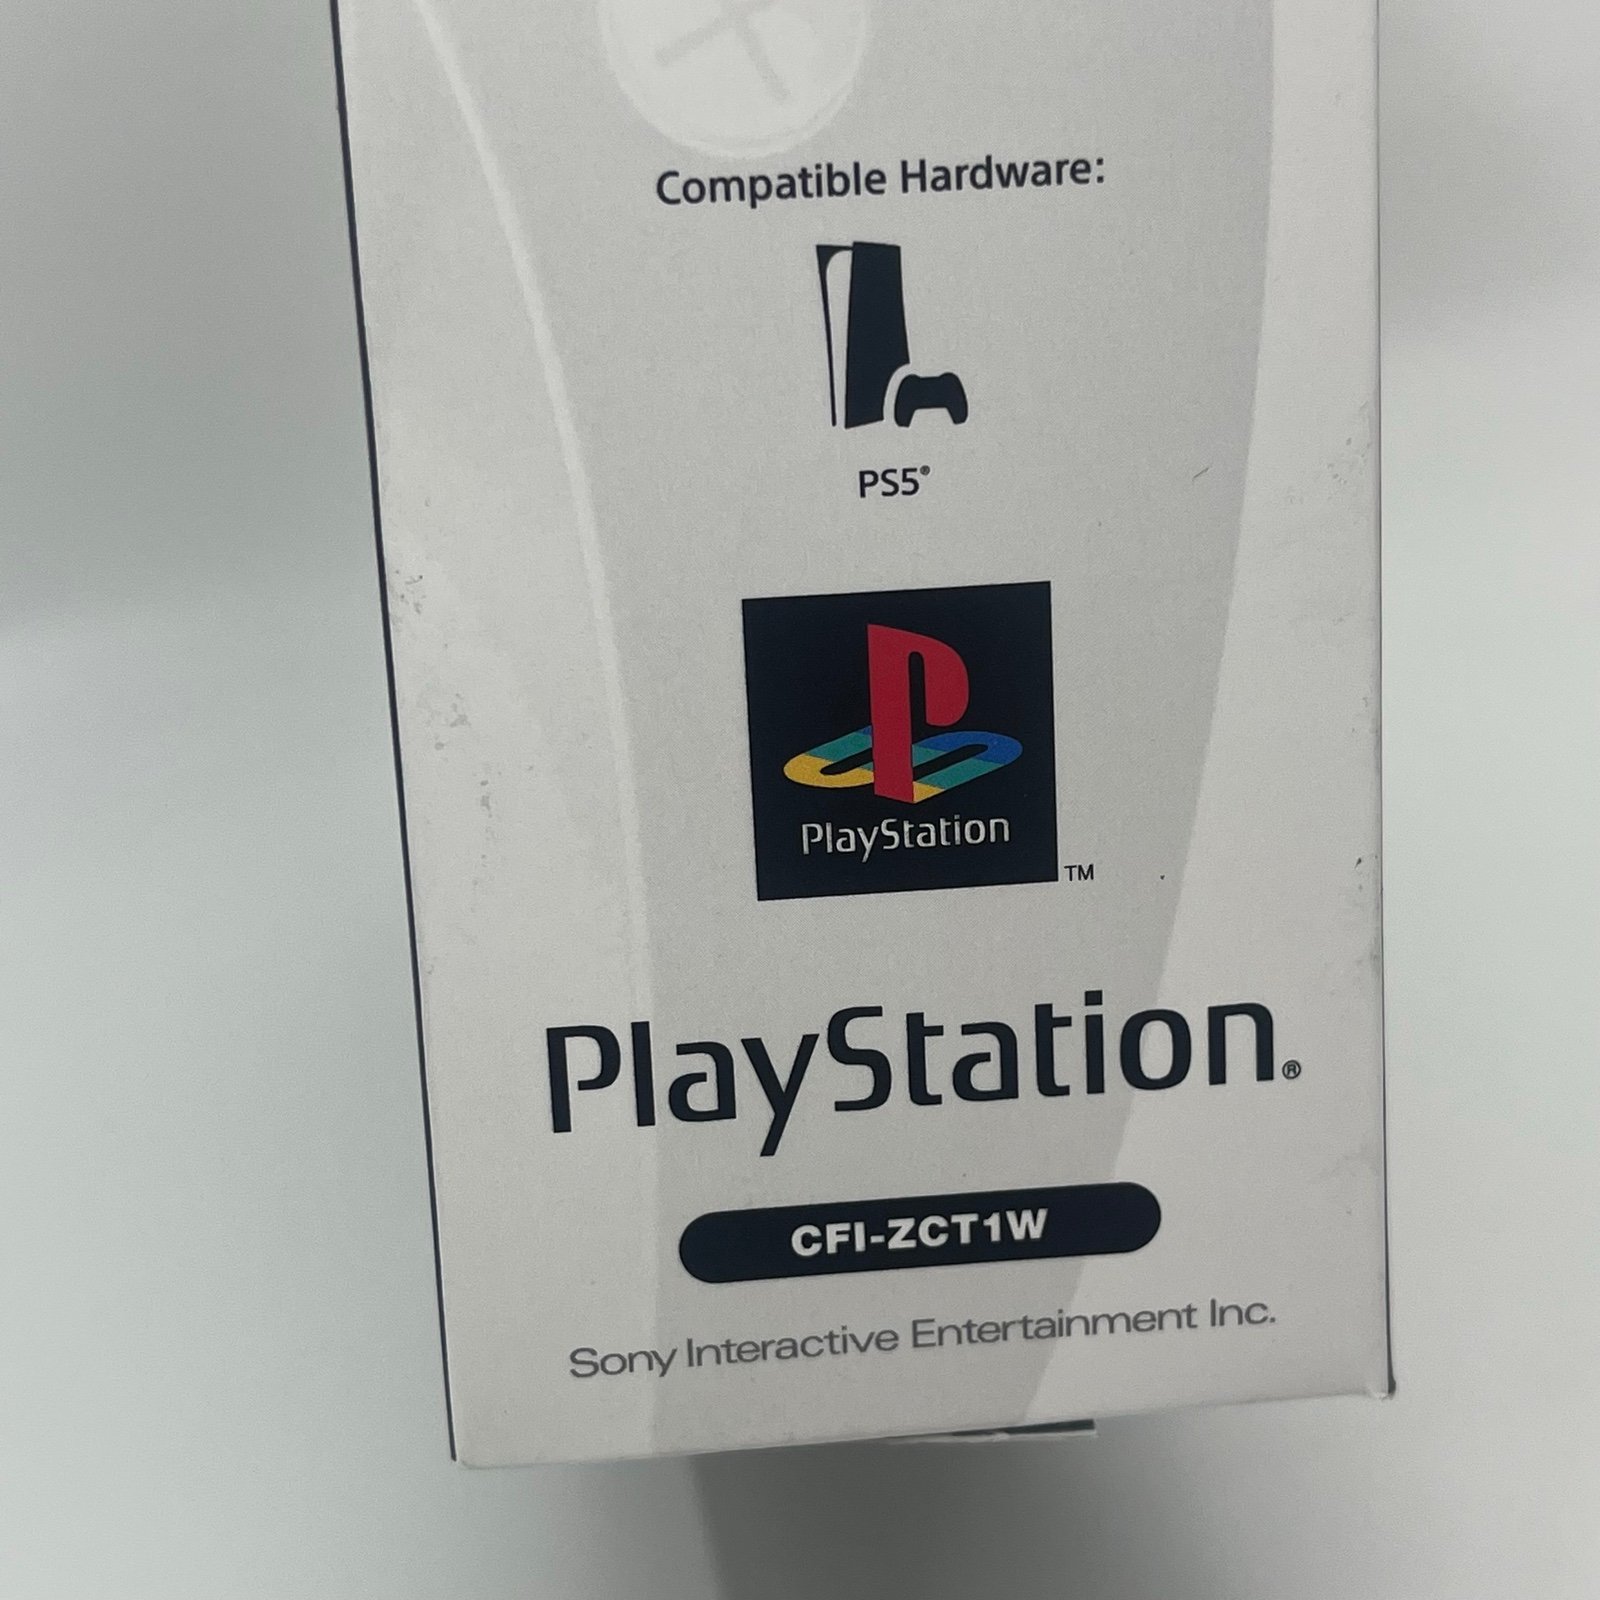 Compatible Hardware:
PS5®
PlayStation
TM
PlayStation®
CFI-ZCT1W
Sony Interactive Entertainment Inc.